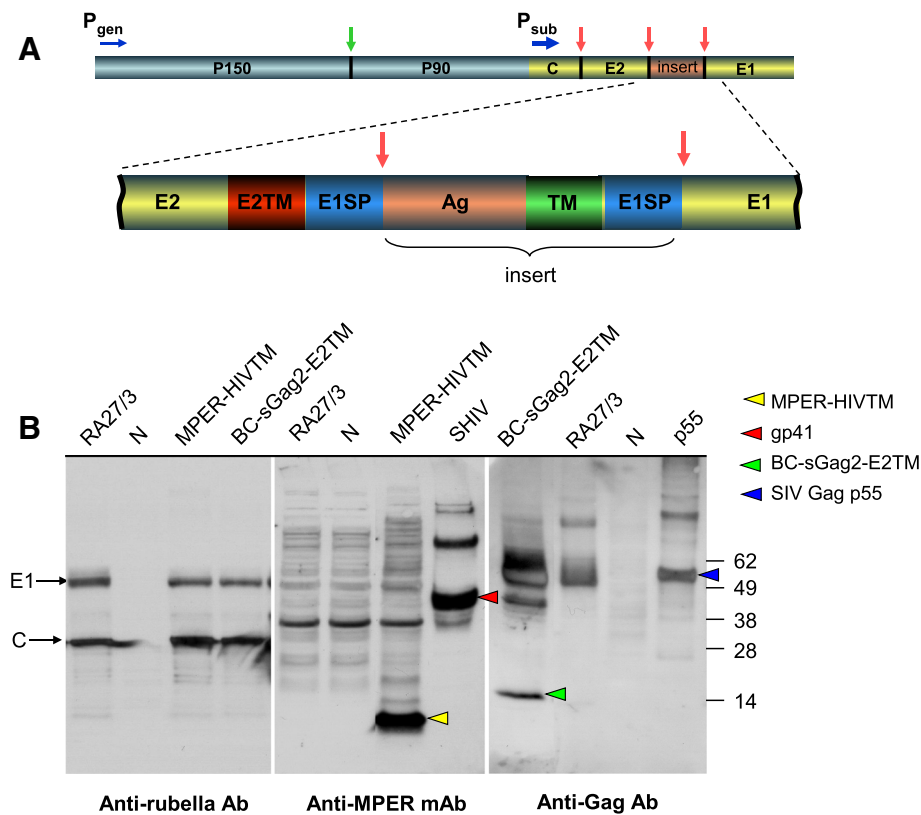 A
P gen
P sub
P150 P90 C E2 insert E1
E2 E2TM E1SP Ag TM E1SP E1
insert
B
RA27/3 N MPER-HIVTM BC-sGag2-E2TM RA27/3 N MPER-HIVTM SHIV BC-sGag2-E2TM RA27/3 N p55
MPER-HIVTM
gp41
BC-sGag2-E2TM
SIV Gag p55
E1
C
62
49
38
28
14
Anti-rubella Ab Anti-MPER mAb Anti-Gag Ab